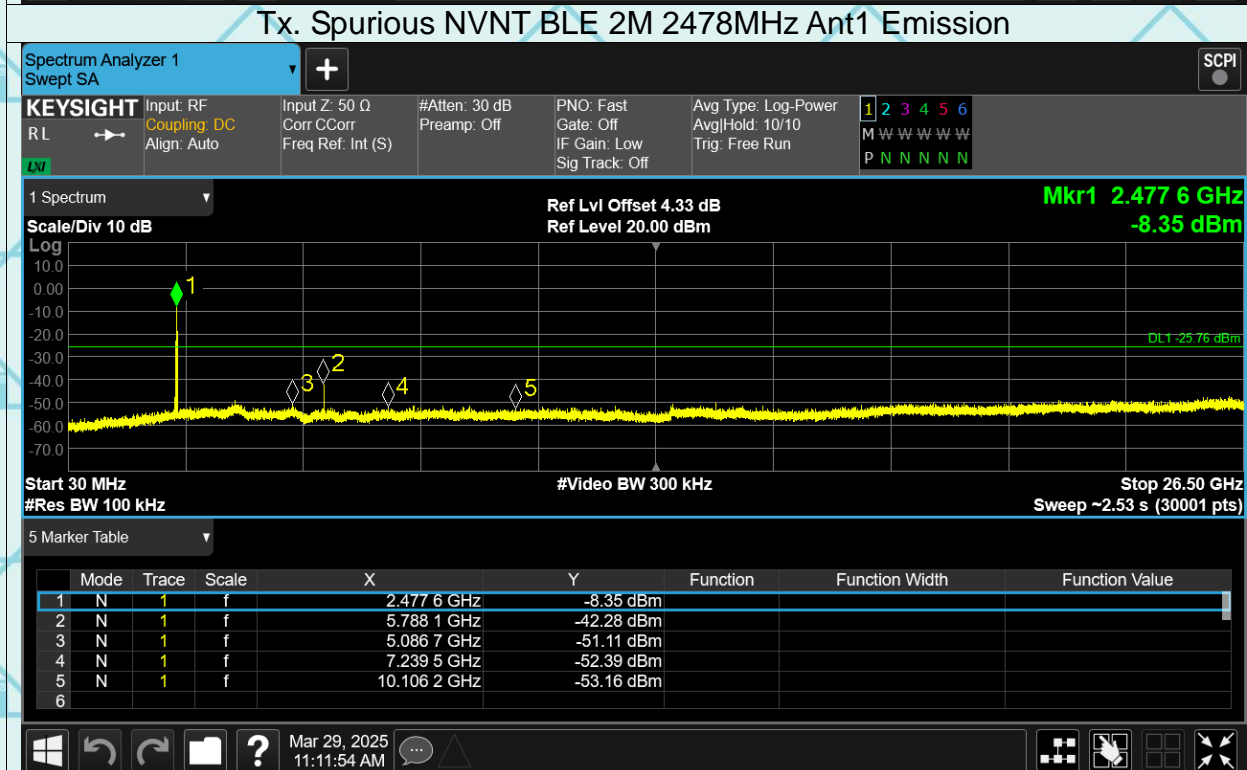 Tx. Spurious NVNT BLE 2M 2478MHz Ant1 Emission
Spectrum Analyzer 1
Swept SA
SCPI
KEYSIGHT
RL
LXI
Input: RF
Coupling: DC
Align: Auto
Input Z: 50 Ω
Corr CCorr
Freq Ref: Int (S)
#Atten: 30 dB
Preamp: Off
PNO: Fast
Gate: Off
IF Gain: Low
Sig Track: Off
Avg Type: Log-Power
Avg|Hold: 10/10
Trig: Free Run
1 2 3 4 5 6
M W W W W W W
P N N N N N
1 Spectrum
Scale/Div 10 dB
Ref Lvl Offset 4.33 dB
Ref Level 20.00 dBm
Mkr1 2.477 6 GHz
-8.35 dBm
Log
10.0
0.00
-10.0
-20.0
-30.0
-40.0
-50.0
-60.0
-70.0
1
2
3
4
5
DL1 -25.76 dBm
Start 30 MHz
#Video BW 300 kHz
Stop 26.50 GHz
#Res BW 100 kHz
Sweep ~2.53 s (30001 pts)
5 Marker Table
Mode Trace Scale X Y Function Function Width Function Value
1 N 1 f 2.477 6 GHz -8.35 dBm
2 N 1 f 5.788 1 GHz -42.28 dBm
3 N 1 f 5.086 7 GHz -51.11 dBm
4 N 1 f 7.239 5 GHz -52.39 dBm
5 N 1 f 10.106 2 GHz -53.16 dBm
6
?
Mar 29, 2025
11:11:54 AM